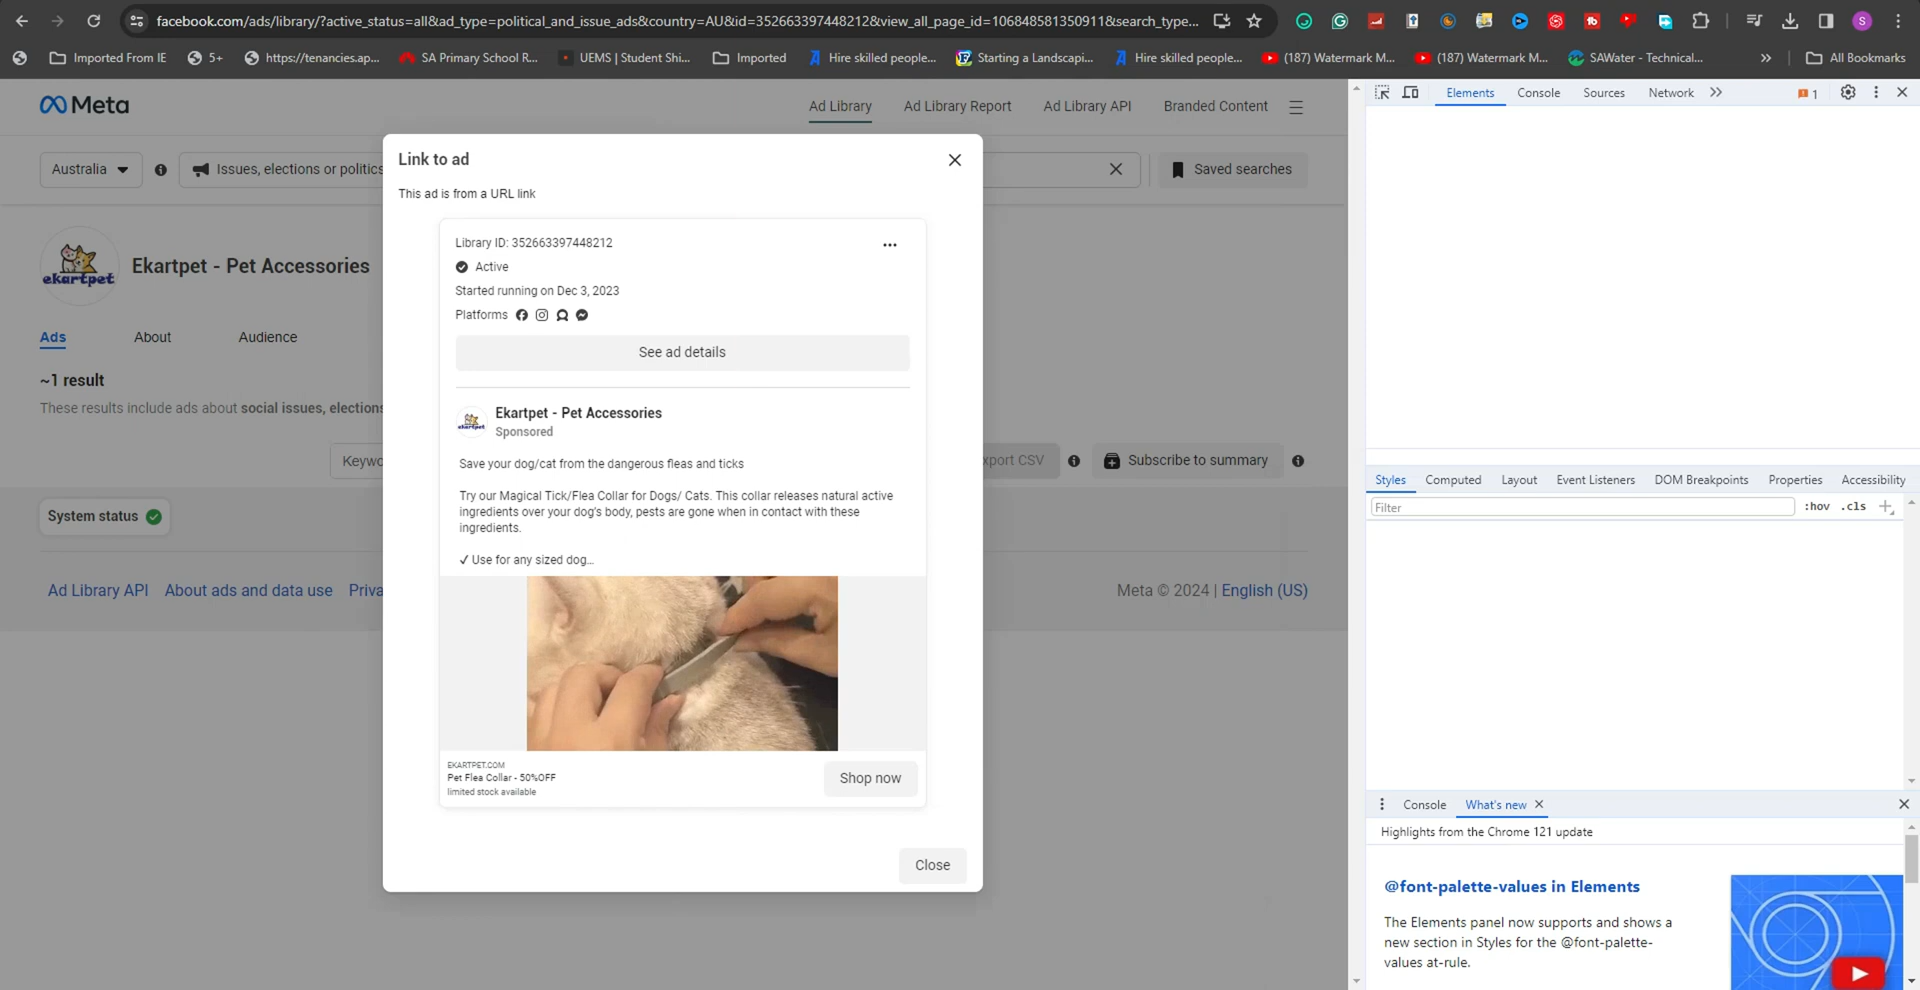 facebook.com/ads/library/?active_status=all&ad_type=political_and_issue_ads&country=AU&id=352663397448212&view_all_page_id=106848581350911&search_type...
S
Imported From IE
5+
https://tenancies.ap...
SA Primary School R...
UEMS | Student Shi...
Imported
Hire skilled people...
Starting a Landscapi...
Hire skilled people...
(187) Watermark M...
(187) Watermark M...
SAWater - Technical...
All Bookmarks
Meta
Ad Library
Ad Library Report
Ad Library API
Branded Content
Elements
Console
Sources
Network
1
Australia
Issues, elections or politics
Saved searches
Link to ad
This ad is from a URL link
Library ID: 352663397448212
Active
Started running on Dec 3, 2023
Platforms
See ad details
ekartpet
Ekartpet - Pet Accessories
Ads
About
Audience
~1 result
These results include ads about social issues, elections
Keywo
xport CSV
Subscribe to summary
System status
Ad Library API
About ads and data use
Priva
Meta © 2024 | English (US)
Ekartpet - Pet Accessories
Sponsored
Save your dog/cat from the dangerous fleas and ticks
Try our Magical Tick/Flea Collar for Dogs/ Cats. This collar releases natural active
ingredients over your dog's body, pests are gone when in contact with these
ingredients.
✓ Use for any sized dog...
EKARTPET.COM
Pet Flea Collar - 50%OFF
limited stock available
Shop now
Close
Styles
Computed
Layout
Event Listeners
DOM Breakpoints
Properties
Accessibility
Filter
:hov
.cls
Console
What's new
Highlights from the Chrome 121 update
@font-palette-values in Elements
The Elements panel now supports and shows a
new section in Styles for the @font-palette-
values at-rule.